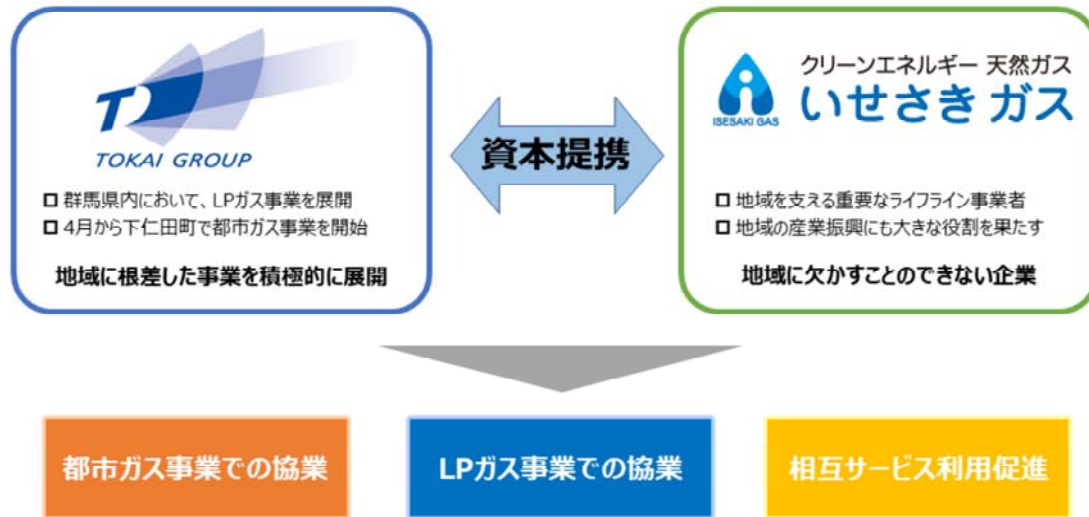 TOKAI GROUP
□ 群馬県内において、LPガス事業を展開
□ 4月から下仁田町で都市ガス事業を開始
地域に根差した事業を積極的に展開
資本提携
ISESAKI GAS
クリーンエネルギー 天然ガス
いせさき ガス
□ 地域を支える重要なライフライン事業者
□ 地域の産業振興にも大きな役割を果たす
地域に欠かすことのできない企業
都市ガス事業での協業
LPガス事業での協業
相互サービス利用促進